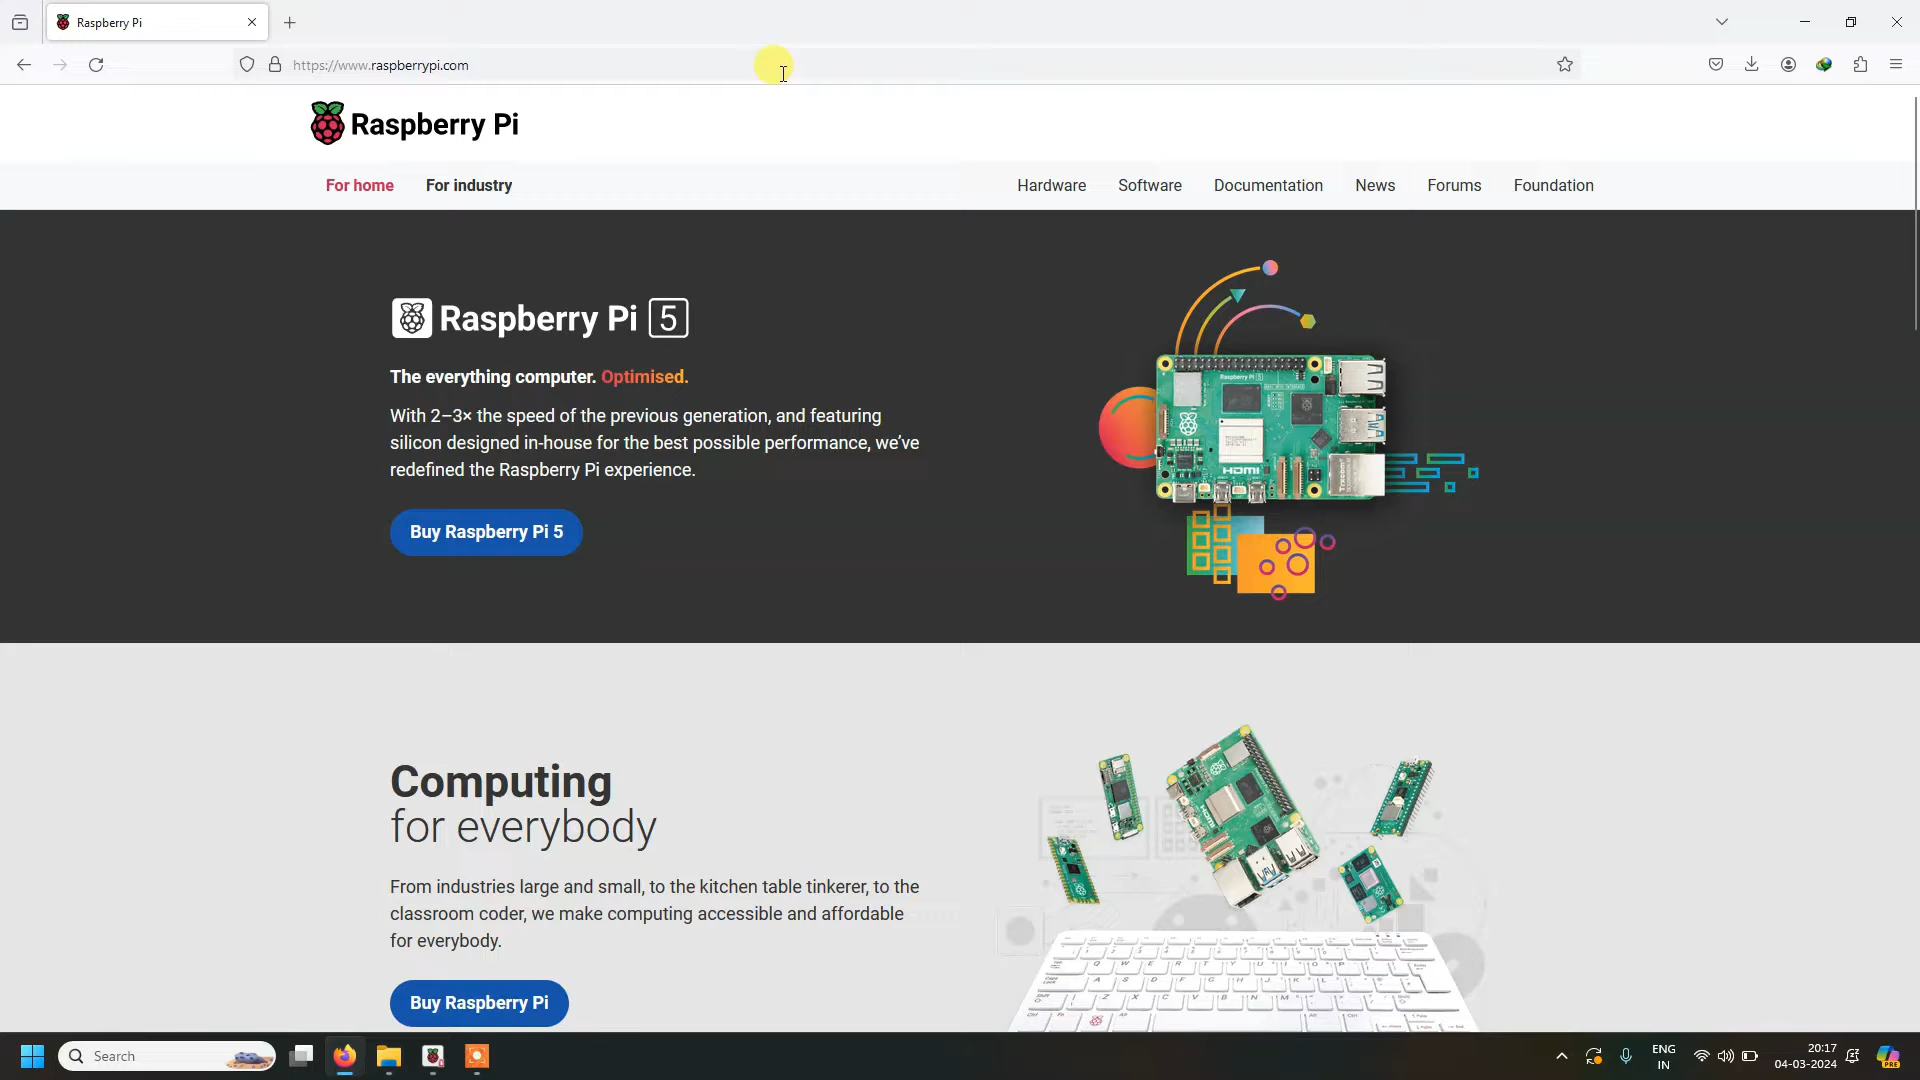 Raspberry Pi
https://www.raspberrypi.com
Raspberry Pi
For home
For industry
Hardware
Software
Documentation
News
Forums
Foundation
Raspberry Pi 5
The everything computer. Optimised.
With 2–3× the speed of the previous generation, and featuring
silicon designed in-house for the best possible performance, we’ve
redefined the Raspberry Pi experience.
Buy Raspberry Pi 5
HDMI
Computing
for everybody
From industries large and small, to the kitchen table tinkerer, to the
classroom coder, we make computing accessible and affordable
for everybody.
Buy Raspberry Pi
Search
ENG
IN
20:17
04-03-2024